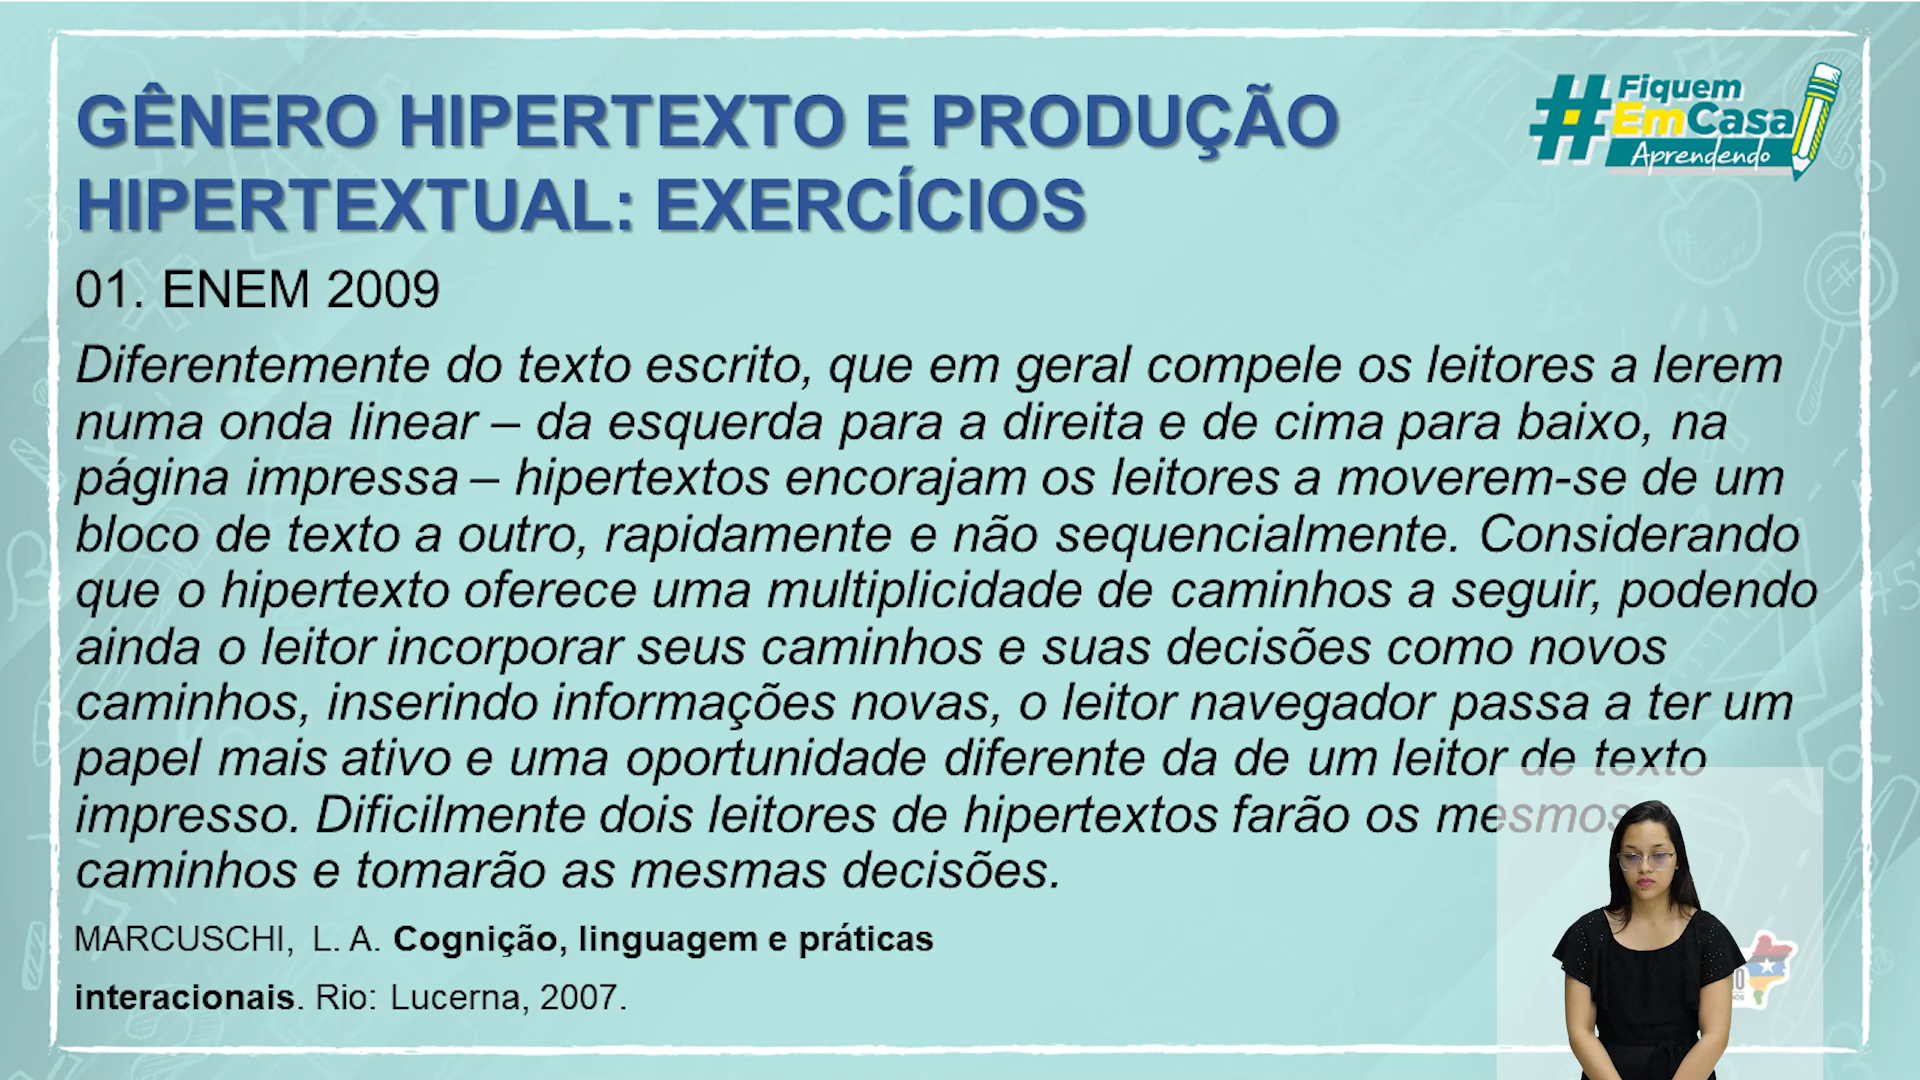 GÊNERO HIPERTEXTO E PRODUÇÃO
HIPERTEXTUAL: EXERCÍCIOS
#Fiquem
EmCasa
Aprendendo
01. ENEM 2009
Diferentemente do texto escrito, que em geral compele os leitores a lerem
numa onda linear – da esquerda para a direita e de cima para baixo, na
página impressa – hipertextos encorajam os leitores a moverem-se de um
bloco de texto a outro, rapidamente e não sequencialmente. Considerando
que o hipertexto oferece uma multiplicidade de caminhos a seguir, podendo
ainda o leitor incorporar seus caminhos e suas decisões como novos
caminhos, inserindo informações novas, o leitor navegador passa a ter um
papel mais ativo e uma oportunidade diferente da de um leitor de texto
impresso. Dificilmente dois leitores de hipertextos farão os mesmos
caminhos e tomarão as mesmas decisões.
MARCUSCHI, L. A. Cognição, linguagem e práticas
interacionais. Rio: Lucerna, 2007.